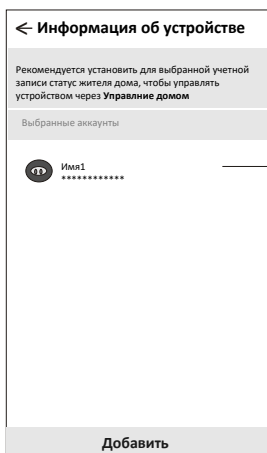 ← Информация об устройстве
Рекомендуется установить для выбранной учетной
записи статус жителя дома, чтобы управлять
устройством через Управлние домом
Выбранные аккаунты
Имя1
************
Добавить